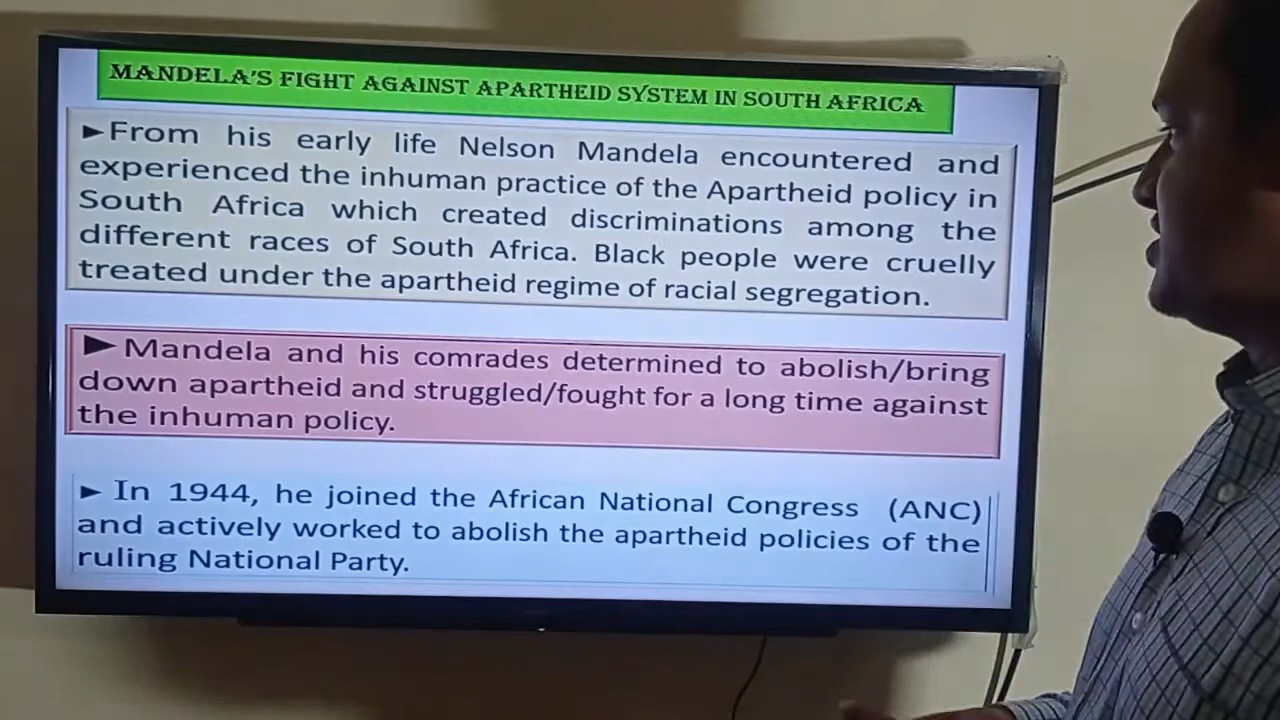 MANDELA'S FIGHT AGAINST APARTHEID SYSTEM IN SOUTH AFRICA
►From his early life Nelson Mandela encountered and
experienced the inhuman practice of the Apartheid policy in
South Africa which created discriminations among the
different races of South Africa. Black people were cruelly
treated under the apartheid regime of racial segregation.
►Mandela and his comrades determined to abolish/bring
down apartheid and struggled/fought for a long time against
the inhuman policy.
► In 1944, he joined the African National Congress (ANC)
and actively worked to abolish the apartheid policies of the
ruling National Party.